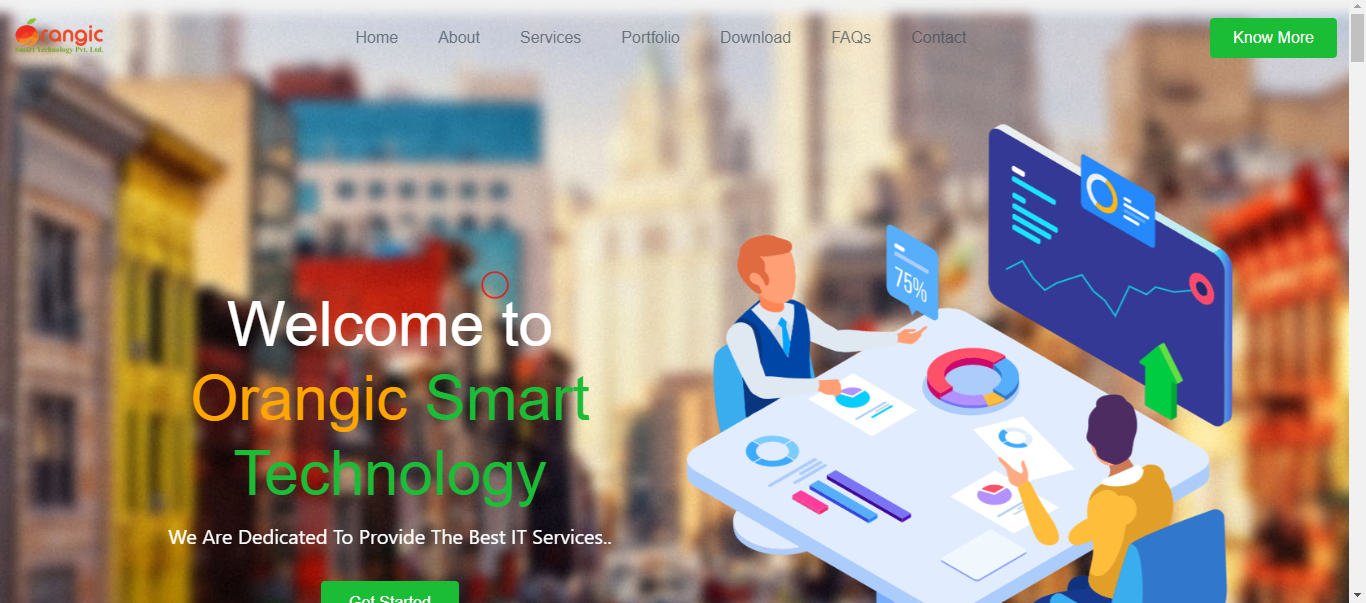 Orangic
Smart Technology Pvt. Ltd.
Home About Services Portfolio Download FAQs Contact
Know More
75%
Welcome to
Orangic Smart
Technology
We Are Dedicated To Provide The Best IT Services..
Get Started